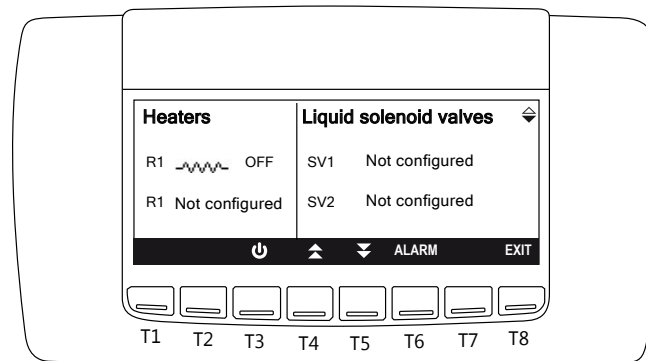 Heaters
R1 OFF
R1 Not configured
Liquid solenoid valves
SV1 Not configured
SV2 Not configured
ALARM EXIT
T1 T2 T3 T4 T5 T6 T7 T8